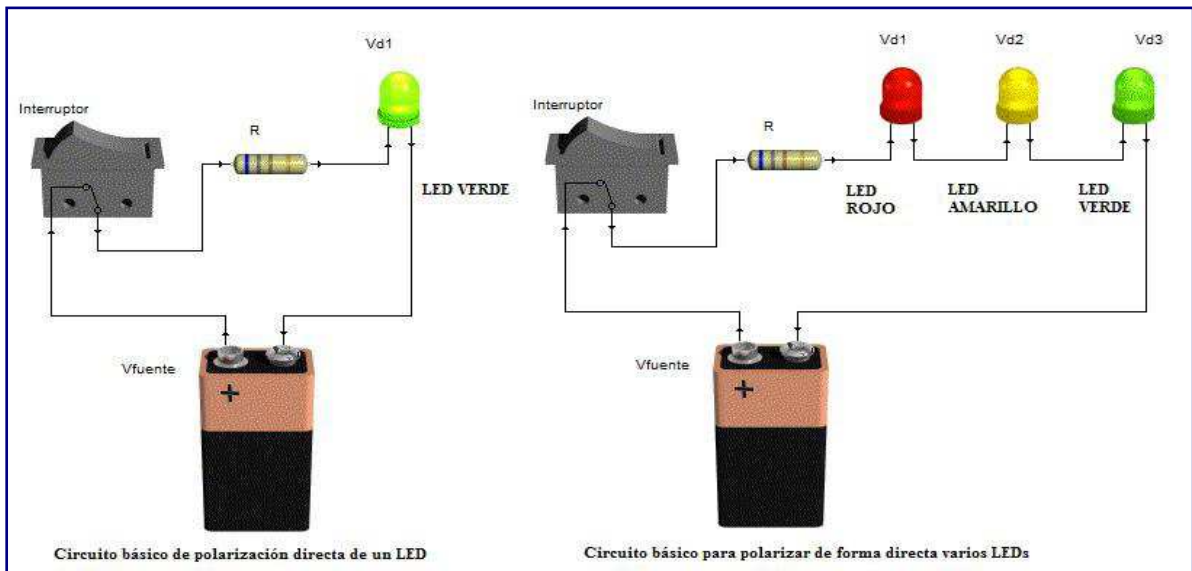 Vd1
Interruptor
R
LED VERDE
Vfuente
+
Circuito básico de polarización directa de un LED
Vd1
Vd2
Vd3
Interruptor
R
LED
ROJO
LED
AMARILLO
LED
VERDE
Vfuente
+
Circuito básico para polarizar de forma directa varios LEDs